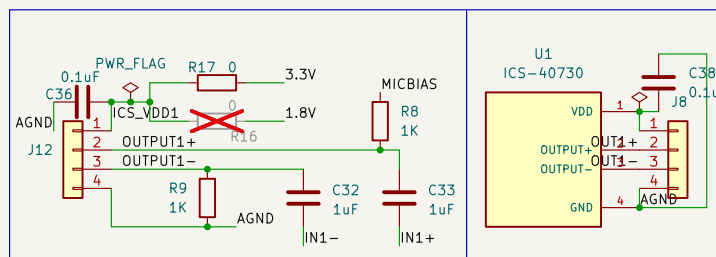 PWR_FLAG
R17 0
3.3V
0.1uF
C36
ICS_VDD1
0
1.8V
R16
AGND
MICBIAS
R8
1K
J12
1
2
3
4
OUTPUT1+
OUTPUT1-
R9
1K
AGND
C32
1uF
C33
1uF
IN1-
IN1+
U1
ICS-40730
C38
0.1u
J8
VDD
1
OUTPUT+
OUT1+
OUTPUT-
OUT1-
GND
4
AGND
1
2
3
4